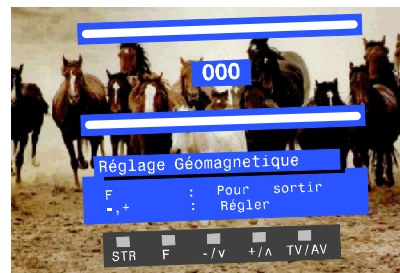 000
Réglage Géomagnetique
F : Pour sortir
-,+ : Régler
STR F -/v +/ʌ TV/AV